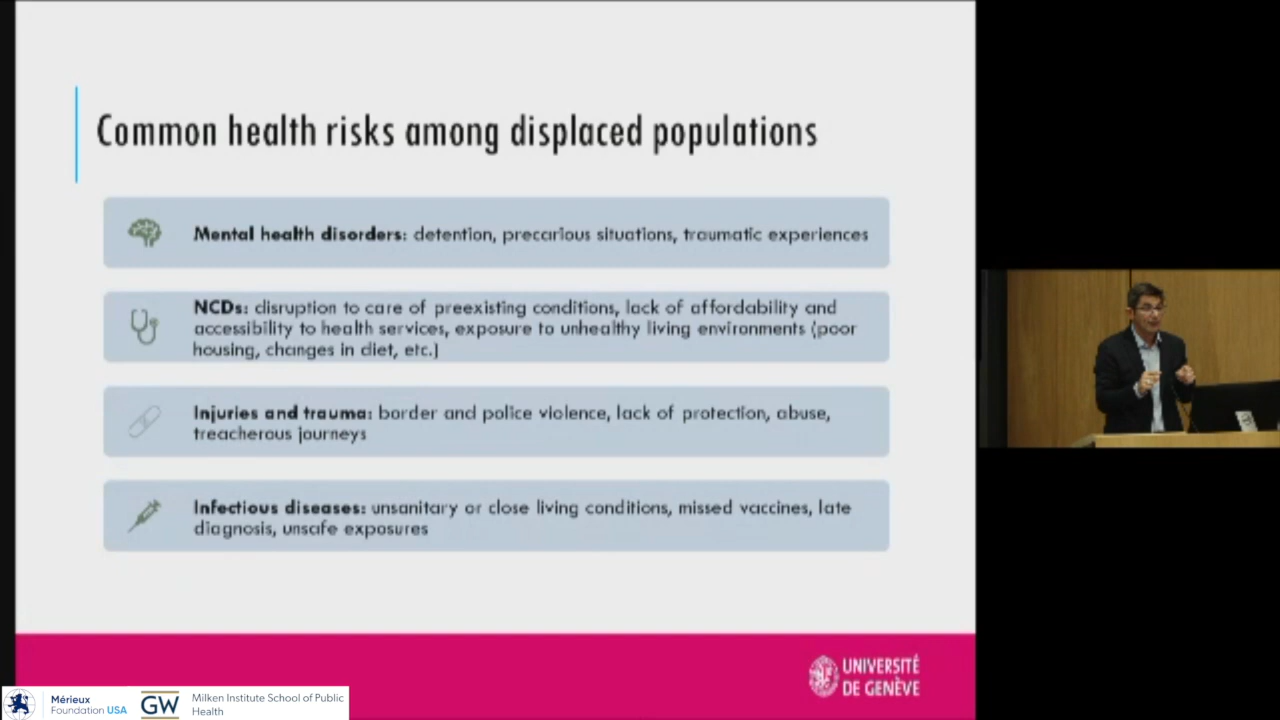 Common health risks among displaced populations
Mental health disorders: detention, precarious situations, traumatic experiences
NCDs: disruption to care of preexisting conditions, lack of affordability and
accessibility to health services, exposure to unhealthy living environments (poor
housing, changes in diet, etc.)
Injuries and trauma: border and police violence, lack of protection, abuse,
treacherous journeys
Infectious diseases: unsanitary or close living conditions, missed vaccines, late
diagnosis, unsafe exposures
UNIVERSITÉ
DE GENÈVE
Mérieux
Foundation USA
GW
Milken Institute School of Public
Health